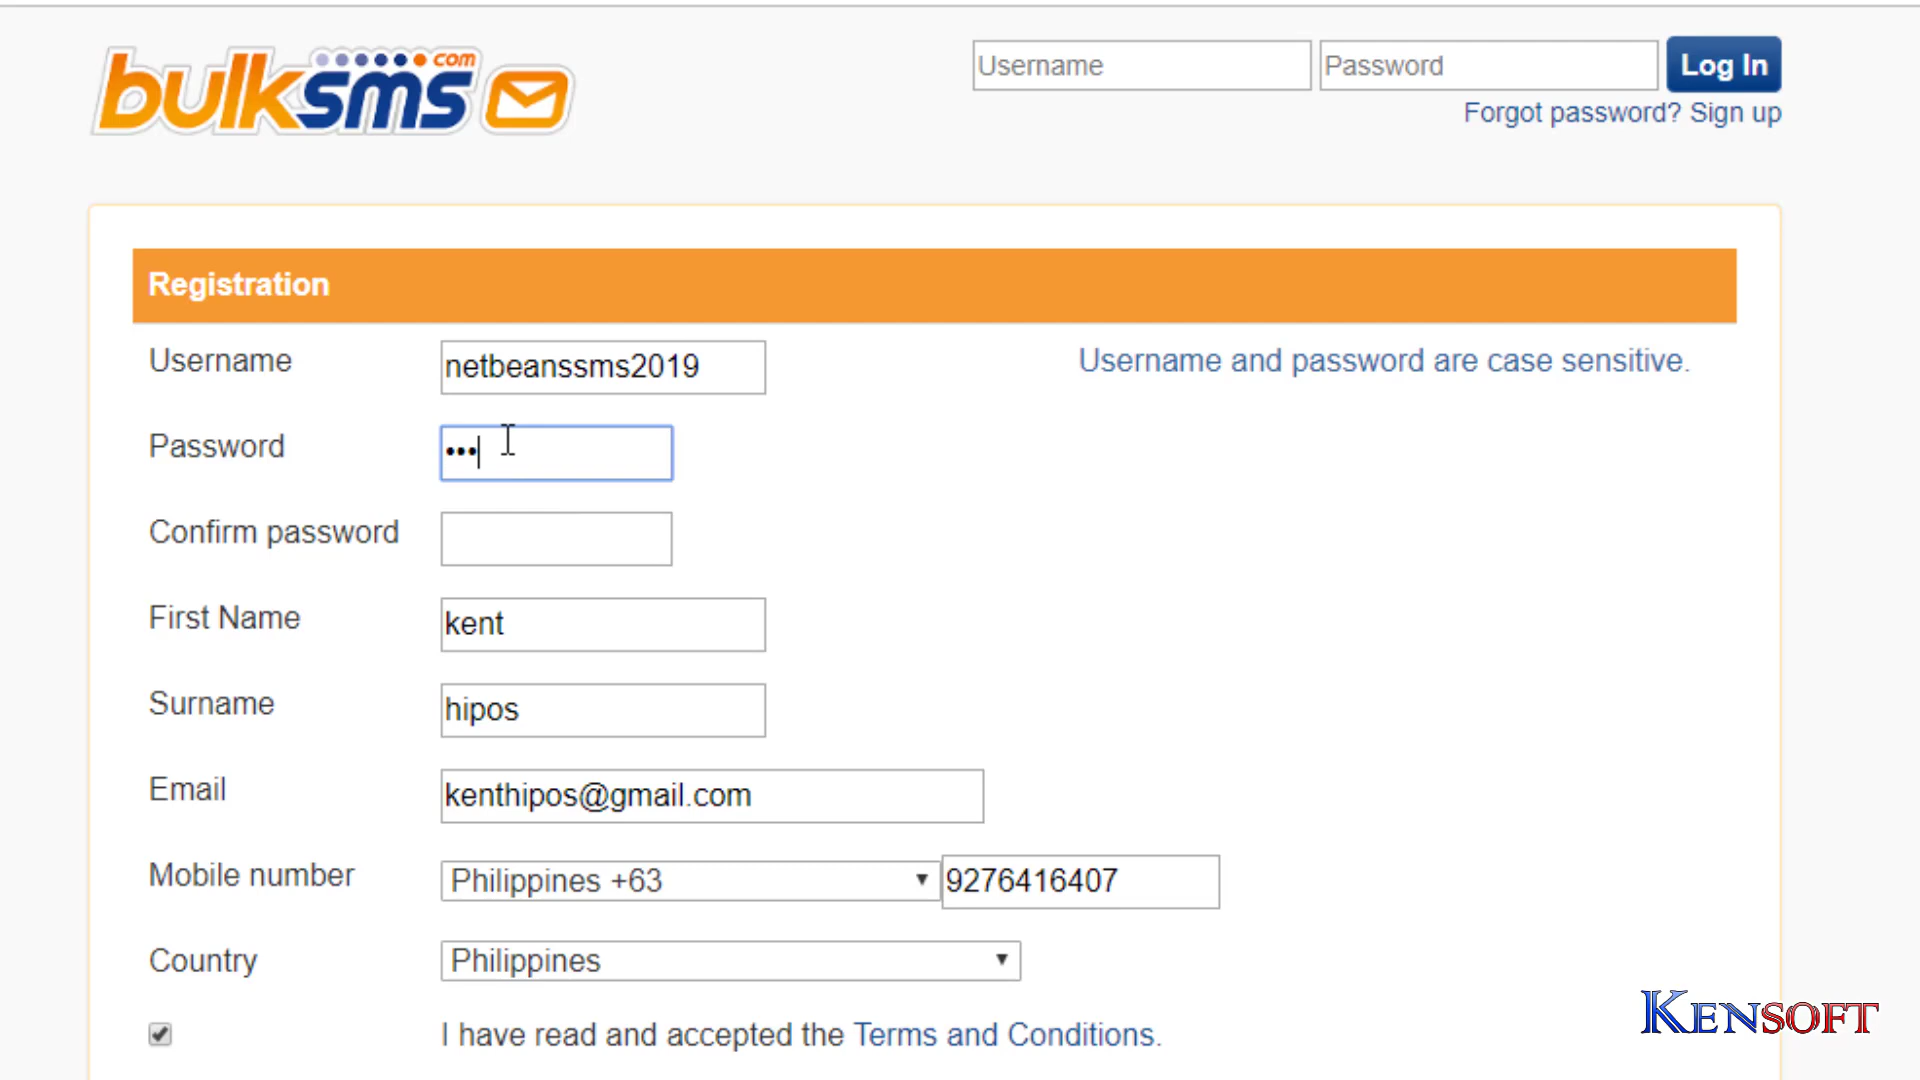 bulksms.com
Username Password Log In
Forgot password? Sign up
Registration
Username netbeanssms2019 Username and password are case sensitive.
Password •••
Confirm password
First Name kent
Surname hipos
Email kenthipos@gmail.com
Mobile number Philippines +63 9276416407
Country Philippines
I have read and accepted the Terms and Conditions.
KENSOFT